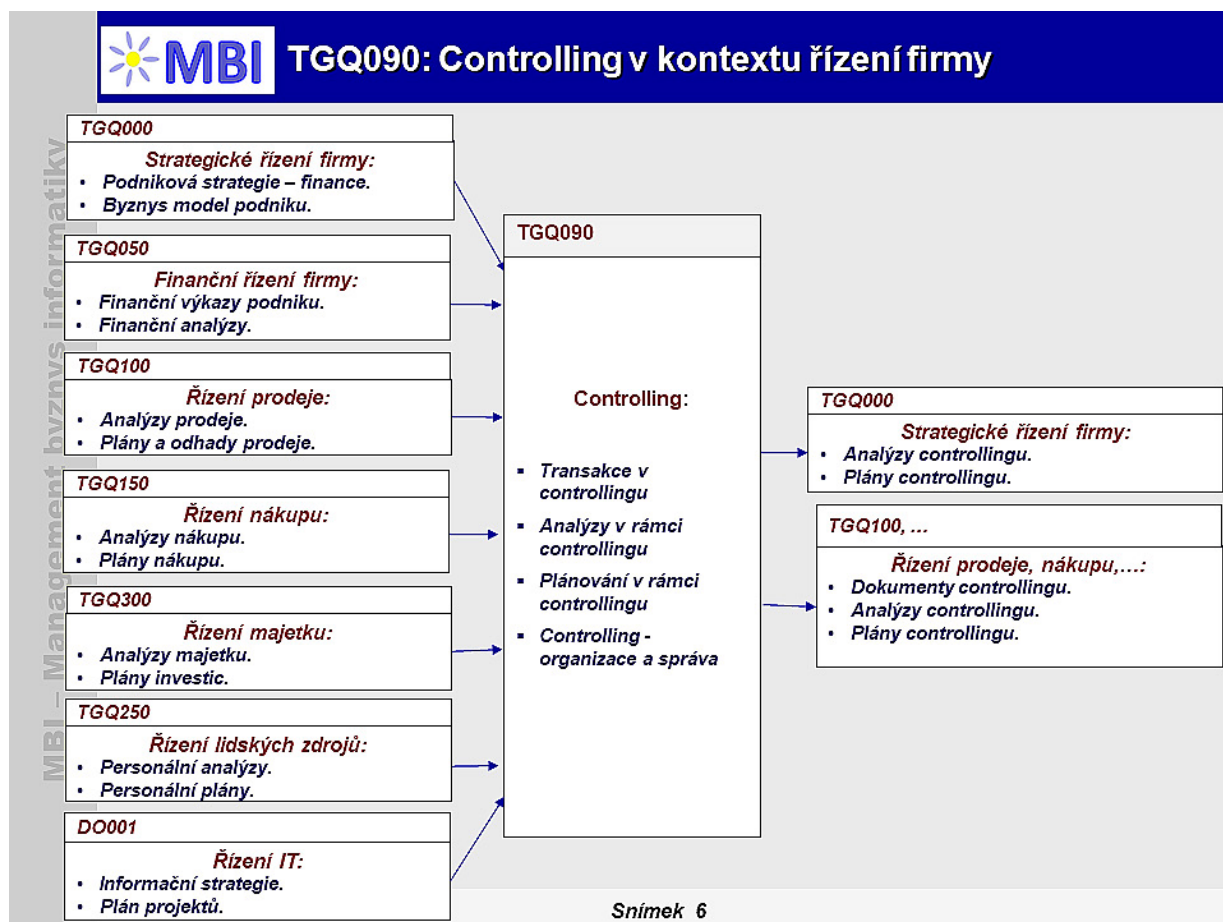 MBI
TGQ090: Controlling v kontextu řízení firmy
MBI – Management byznys informatiky
TGQ000
Strategické řízení firmy:
• Podniková strategie – finance.
• Byznys model podniku.
TGQ050
Finanční řízení firmy:
• Finanční výkazy podniku.
• Finanční analýzy.
TGQ100
Řízení prodeje:
• Analýzy prodeje.
• Plány a odhady prodeje.
TGQ150
Řízení nákupu:
• Analýzy nákupu.
• Plány nákupu.
TGQ300
Řízení majetku:
• Analýzy majetku.
• Plány investic.
TGQ250
Řízení lidských zdrojů:
• Personální analýzy.
• Personální plány.
DO001
Řízení IT:
• Informační strategie.
• Plán projektů.
TGQ090
Controlling:
▪ Transakce v
controllingu
▪ Analýzy v rámci
controllingu
▪ Plánování v rámci
controllingu
▪ Controlling -
organizace a správa
TGQ000
Strategické řízení firmy:
• Analýzy controllingu.
• Plány controllingu.
TGQ100, ...
Řízení prodeje, nákupu,...:
• Dokumenty controllingu.
• Analýzy controllingu.
• Plány controllingu.
Snímek 6